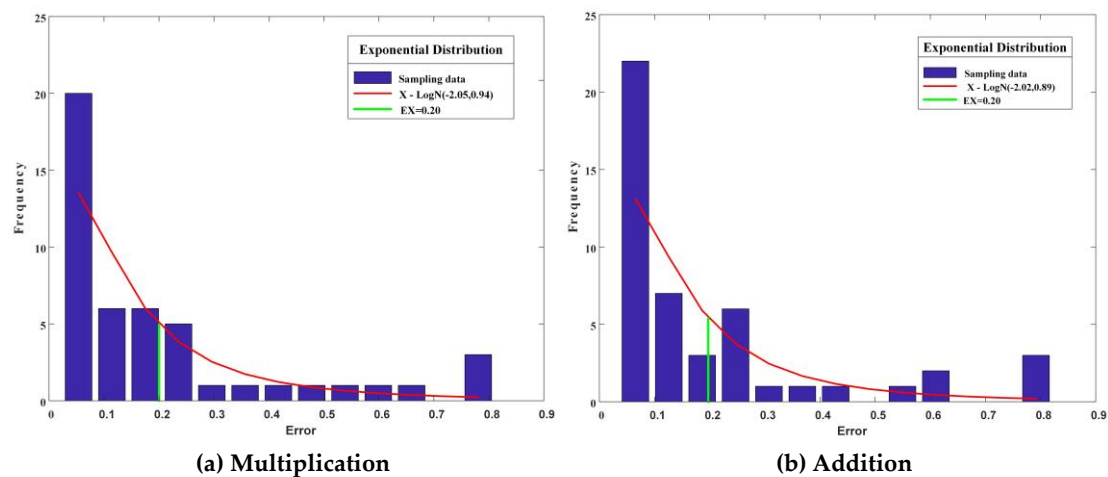 25
20
15
10
5
0
Frequency
0
0.1
0.2
0.3
0.4
0.5
0.6
0.7
0.8
0.9
Error
Exponential Distribution
Sampling data
X - LogN(-2.05,0.94)
EX=0.20
(a) Multiplication
25
20
15
10
5
0
Frequency
0
0.1
0.2
0.3
0.4
0.5
0.6
0.7
0.8
0.9
Error
Exponential Distribution
Sampling data
X - LogN(-2.02,0.89)
EX=0.20
(b) Addition